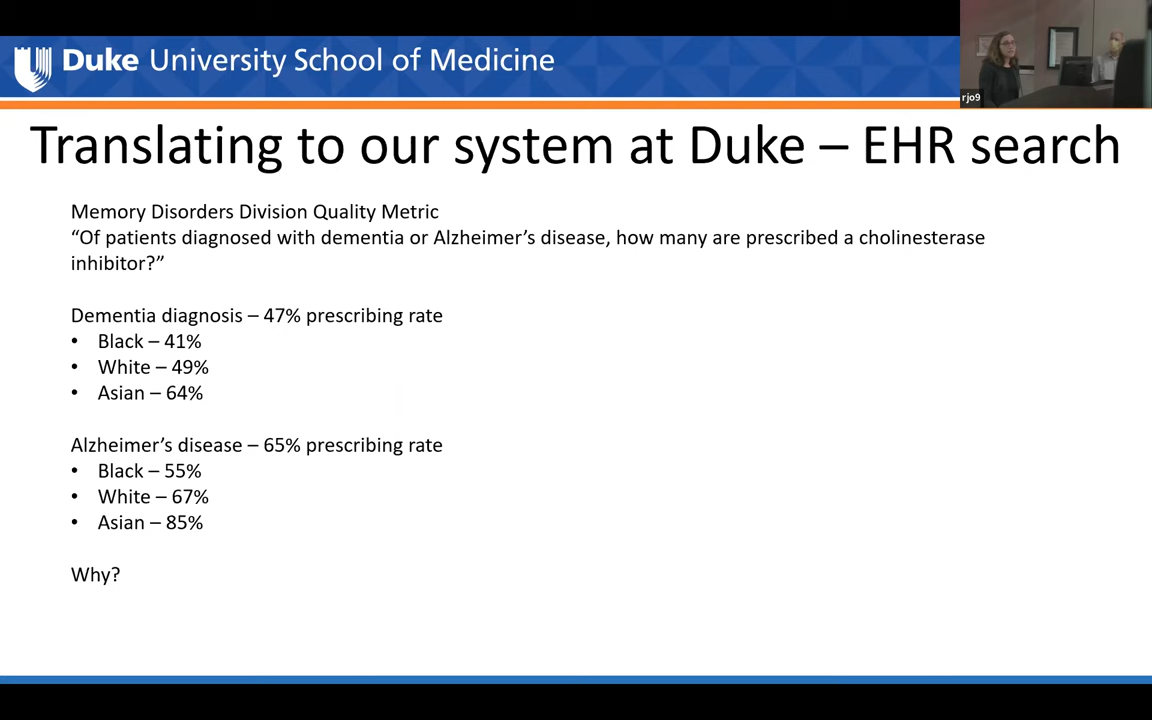 Duke University School of Medicine
rjo9
Translating to our system at Duke – EHR search
Memory Disorders Division Quality Metric
“Of patients diagnosed with dementia or Alzheimer’s disease, how many are prescribed a cholinesterase
inhibitor?”
Dementia diagnosis – 47% prescribing rate
• Black – 41%
• White – 49%
• Asian – 64%
Alzheimer’s disease – 65% prescribing rate
• Black – 55%
• White – 67%
• Asian – 85%
Why?